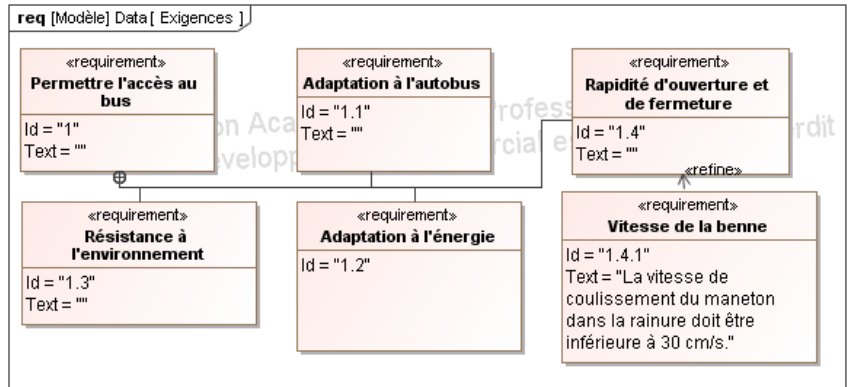 req [Modèle] Data [ Exigences ]
«requirement»
Permettre l'accès au
bus
Id = "1"
Text = ""
«requirement»
Adaptation à l'autobus
Id = "1.1"
Text = ""
«requirement»
Rapidité d'ouverture et
de fermeture
Id = "1.4"
Text = ""
«refine»
«requirement»
Résistance à
l'environnement
Id = "1.3"
Text = ""
«requirement»
Adaptation à l'énergie
Id = "1.2"
«requirement»
Vitesse de la benne
Id = "1.4.1"
Text = "La vitesse de
coulissement du maneton
dans la rainure doit être
inférieure à 30 cm/s."